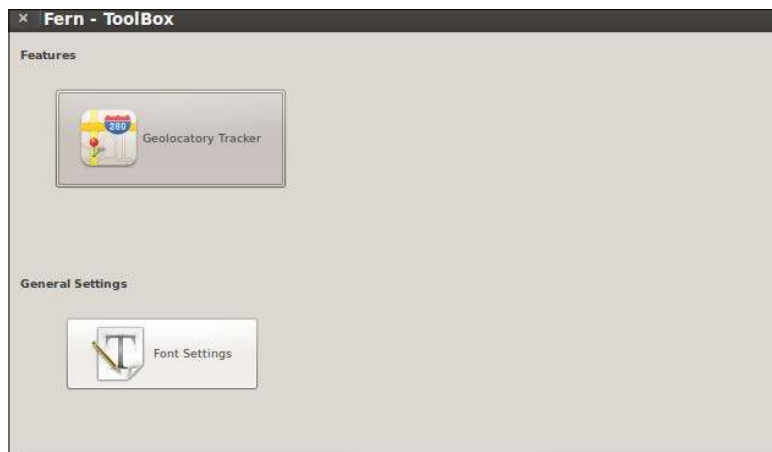 × Fern - ToolBox
Features
280
Geolocatory Tracker
General Settings
T
Font Settings